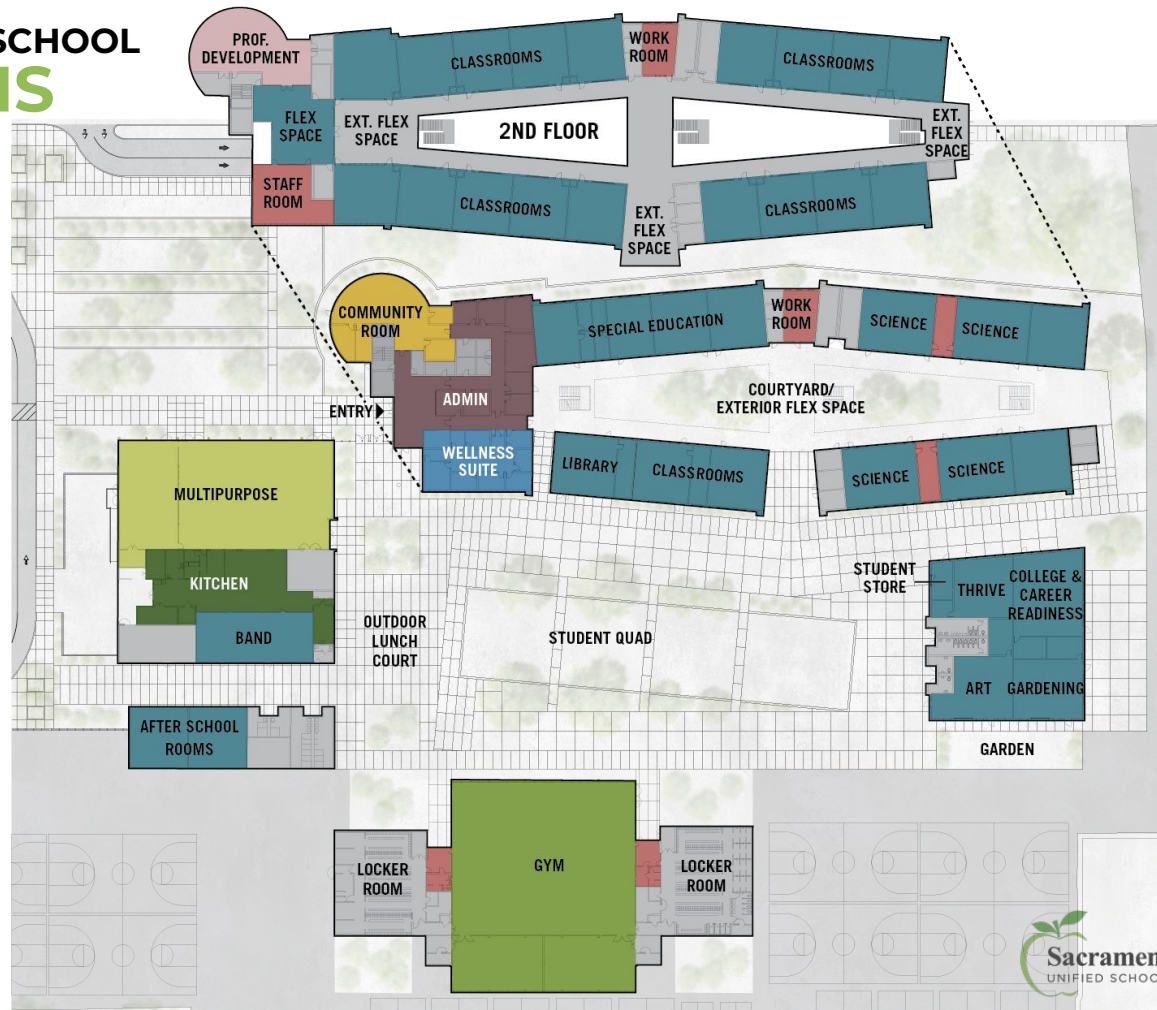 SCHOOL
PROF.
DEVELOPMENT
CLASSROOMS
WORK
ROOM
CLASSROOMS
FLEX
SPACE
EXT. FLEX
SPACE
2ND FLOOR
EXT.
FLEX
SPACE
STAFF
ROOM
CLASSROOMS
EXT.
FLEX
SPACE
CLASSROOMS
COMMUNITY
ROOM
SPECIAL EDUCATION
WORK
ROOM
SCIENCE
SCIENCE
ENTRY
ADMIN
COURTYARD/
EXTERIOR FLEX SPACE
WELLNESS
SUITE
LIBRARY
CLASSROOMS
SCIENCE
SCIENCE
MULTIPURPOSE
KITCHEN
BAND
OUTDOOR
LUNCH
COURT
STUDENT QUAD
STUDENT
STORE
THRIVE
COLLEGE &
CAREER
READINESS
ART
GARDENING
GARDEN
AFTER SCHOOL
ROOMS
LOCKER
ROOM
GYM
LOCKER
ROOM
Sacramen
UNIFIED SCHOO